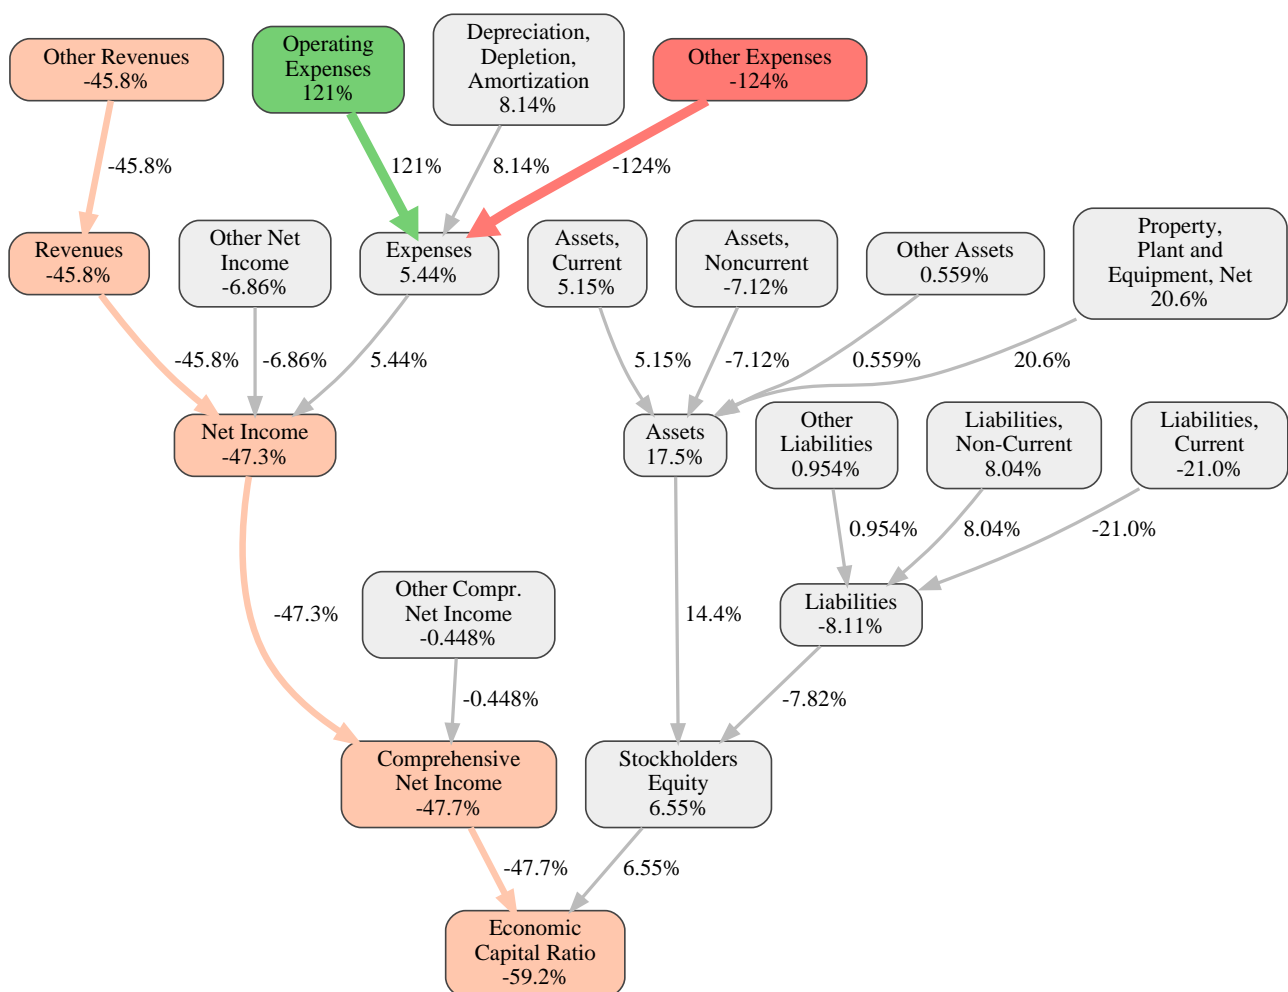 Other Revenues
-45.8%
Operating
Expenses
121%
Depreciation,
Depletion,
Amortization
8.14%
Other Expenses
-124%
-45.8%
121%
8.14%
-124%
Revenues
-45.8%
Other Net
Income
-6.86%
Expenses
5.44%
Assets,
Current
5.15%
Assets,
Noncurrent
-7.12%
Other Assets
0.559%
Property,
Plant and
Equipment, Net
20.6%
-45.8%
-6.86%
5.44%
5.15%
-7.12%
0.559%
20.6%
Net Income
-47.3%
Assets
17.5%
Other
Liabilities
0.954%
Liabilities,
Non-Current
8.04%
Liabilities,
Current
-21.0%
0.954%
8.04%
-21.0%
-47.3%
Other Compr.
Net Income
-0.448%
14.4%
Liabilities
-8.11%
-0.448%
-7.82%
Comprehensive
Net Income
-47.7%
Stockholders
Equity
6.55%
-47.7%
6.55%
Economic
Capital Ratio
-59.2%